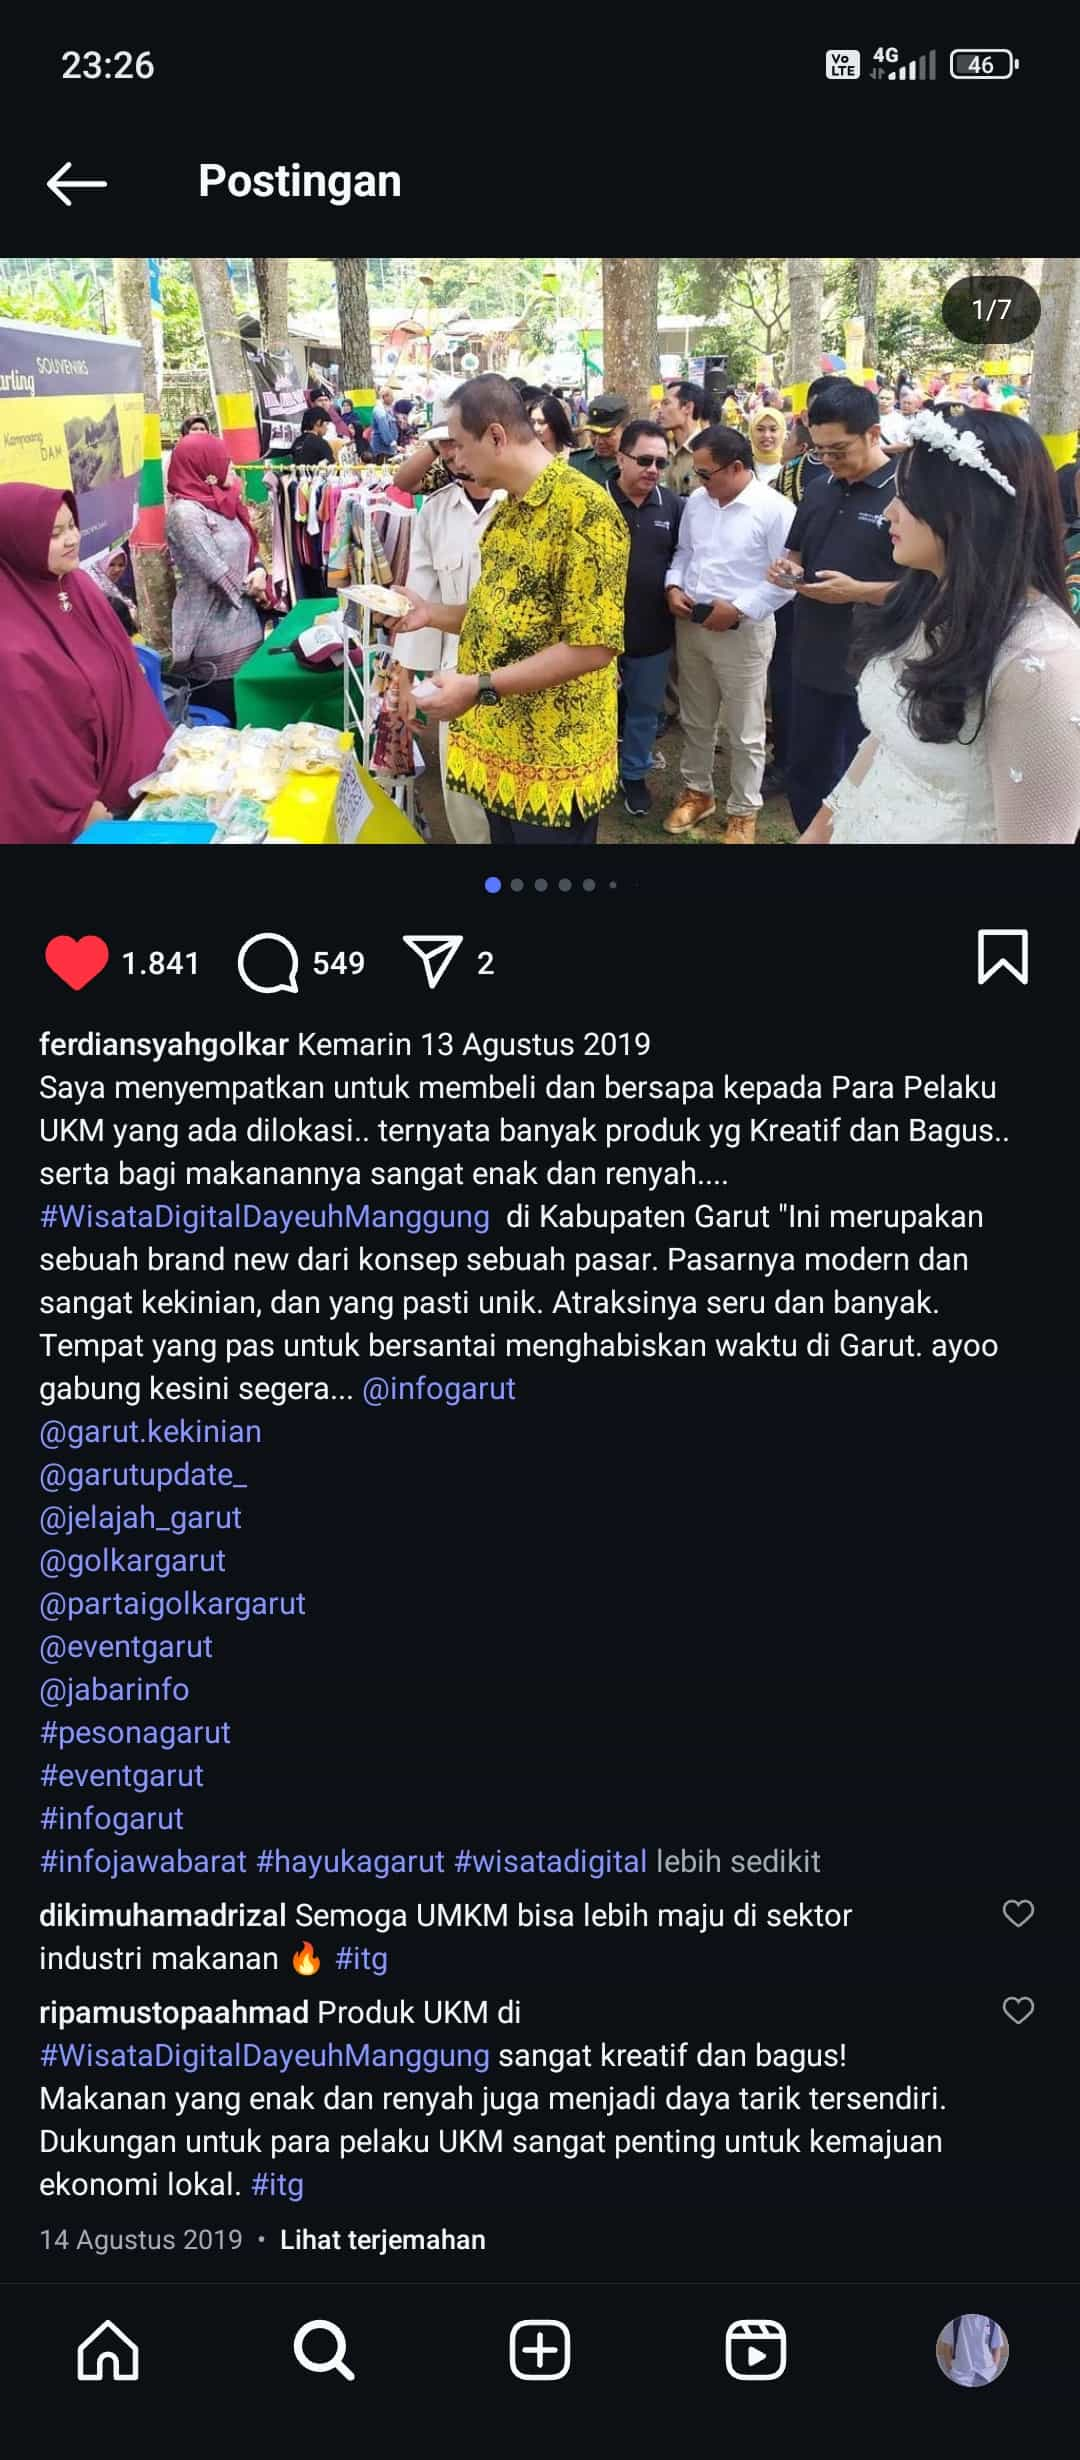 23:26
Vo LTE 4G 46
Postingan
1/7
SOUVENIRS
arting
Kampoong
DAM
1.841 549 2
ferdiansyahgolkar Kemarin 13 Agustus 2019
Saya menyempatkan untuk membeli dan bersapa kepada Para Pelaku
UKM yang ada dilokasi.. ternyata banyak produk yg Kreatif dan Bagus..
serta bagi makanannya sangat enak dan renyah....
#WisataDigitalDayeuhManggung di Kabupaten Garut "Ini merupakan
sebuah brand new dari konsep sebuah pasar. Pasarnya modern dan
sangat kekinian, dan yang pasti unik. Atraksinya seru dan banyak.
Tempat yang pas untuk bersantai menghabiskan waktu di Garut. ayoo
gabung kesini segera... @infogarut
@garut.kekinian
@garutupdate_
@jelajah_garut
@golkargarut
@partaigolkargarut
@eventgarut
@jabarinfo
#pesonagarut
#eventgarut
#infogarut
#infojawabarat #hayukagarut #wisatadigital lebih sedikit
dikimuhamadrizal Semoga UMKM bisa lebih maju di sektor
industri makanan 🔥 #itg
ripamustopaahmad Produk UKM di
#WisataDigitalDayeuhManggung sangat kreatif dan bagus!
Makanan yang enak dan renyah juga menjadi daya tarik tersendiri.
Dukungan untuk para pelaku UKM sangat penting untuk kemajuan
ekonomi lokal. #itg
14 Agustus 2019 • Lihat terjemahan